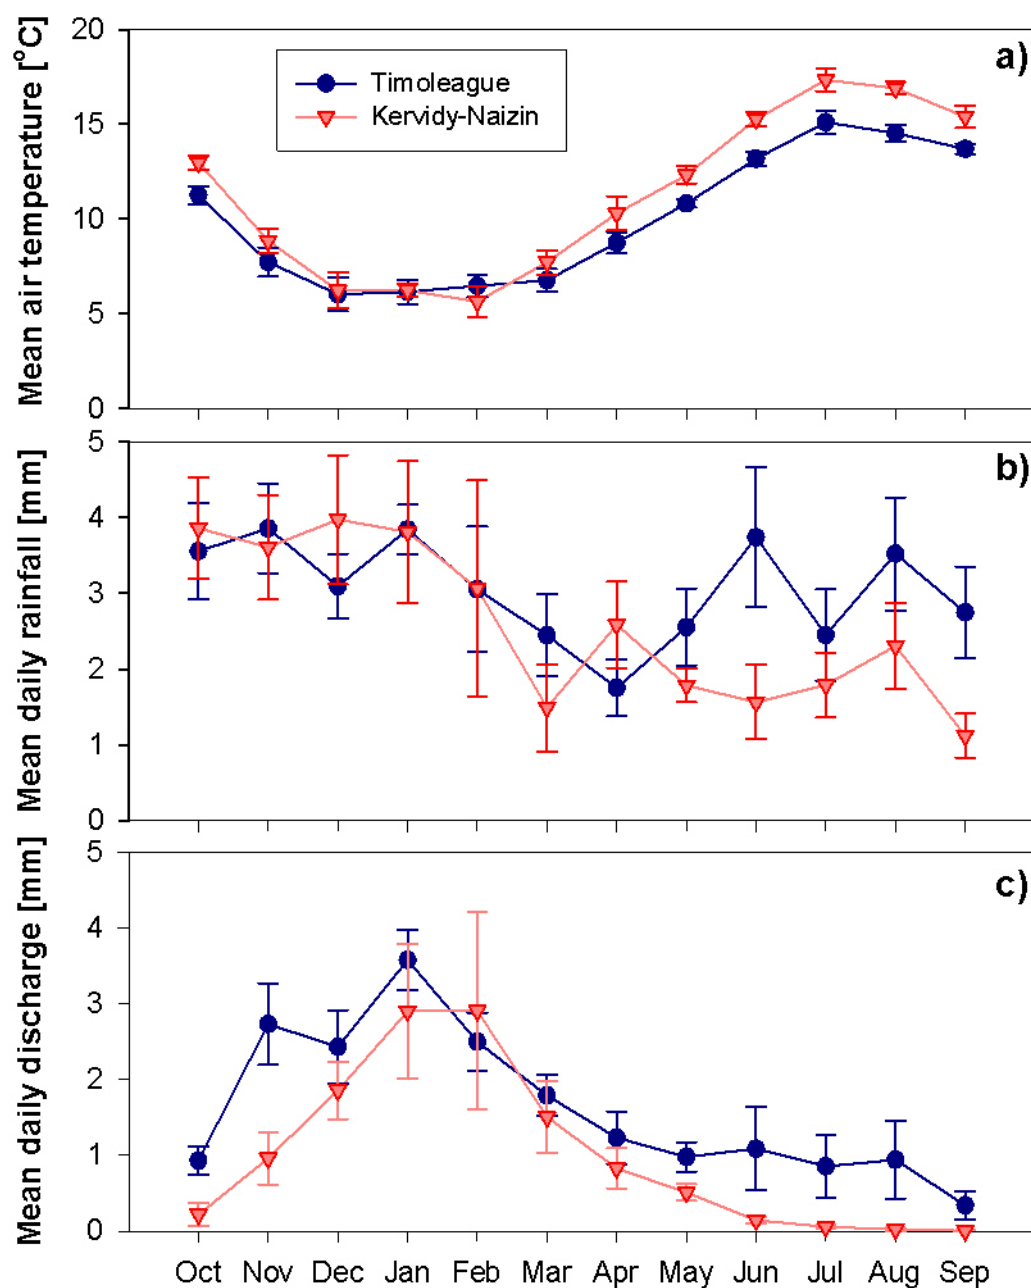 Mean air temperature [°C]
20
15
10
5
0
a)
Timoleague
Kervidy-Naizin
Mean daily rainfall [mm]
5
4
3
2
1
0
b)
Mean daily discharge [mm]
5
4
3
2
1
0
c)
Oct Nov Dec Jan Feb Mar Apr May Jun Jul Aug Sep